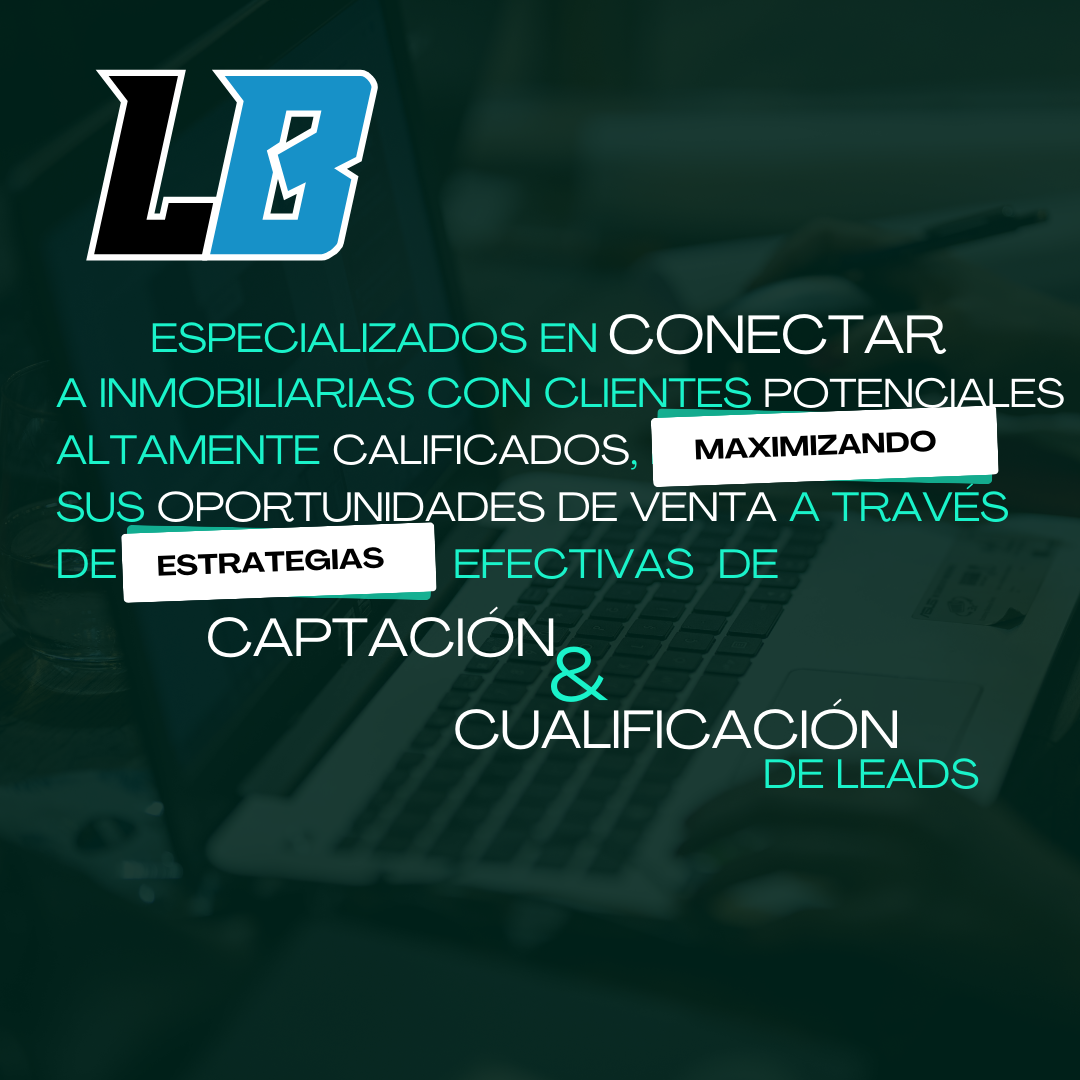 LB
ESPECIALIZADOS EN CONECTAR
A INMOBILIARIAS CON CLIENTES POTENCIALES
ALTAMENTE CALIFICADOS, MAXIMIZANDO
SUS OPORTUNIDADES DE VENTA A TRAVÉS
DE ESTRATEGIAS EFECTIVAS DE
CAPTACIÓN
&
CUALIFICACIÓN
DE LEADS